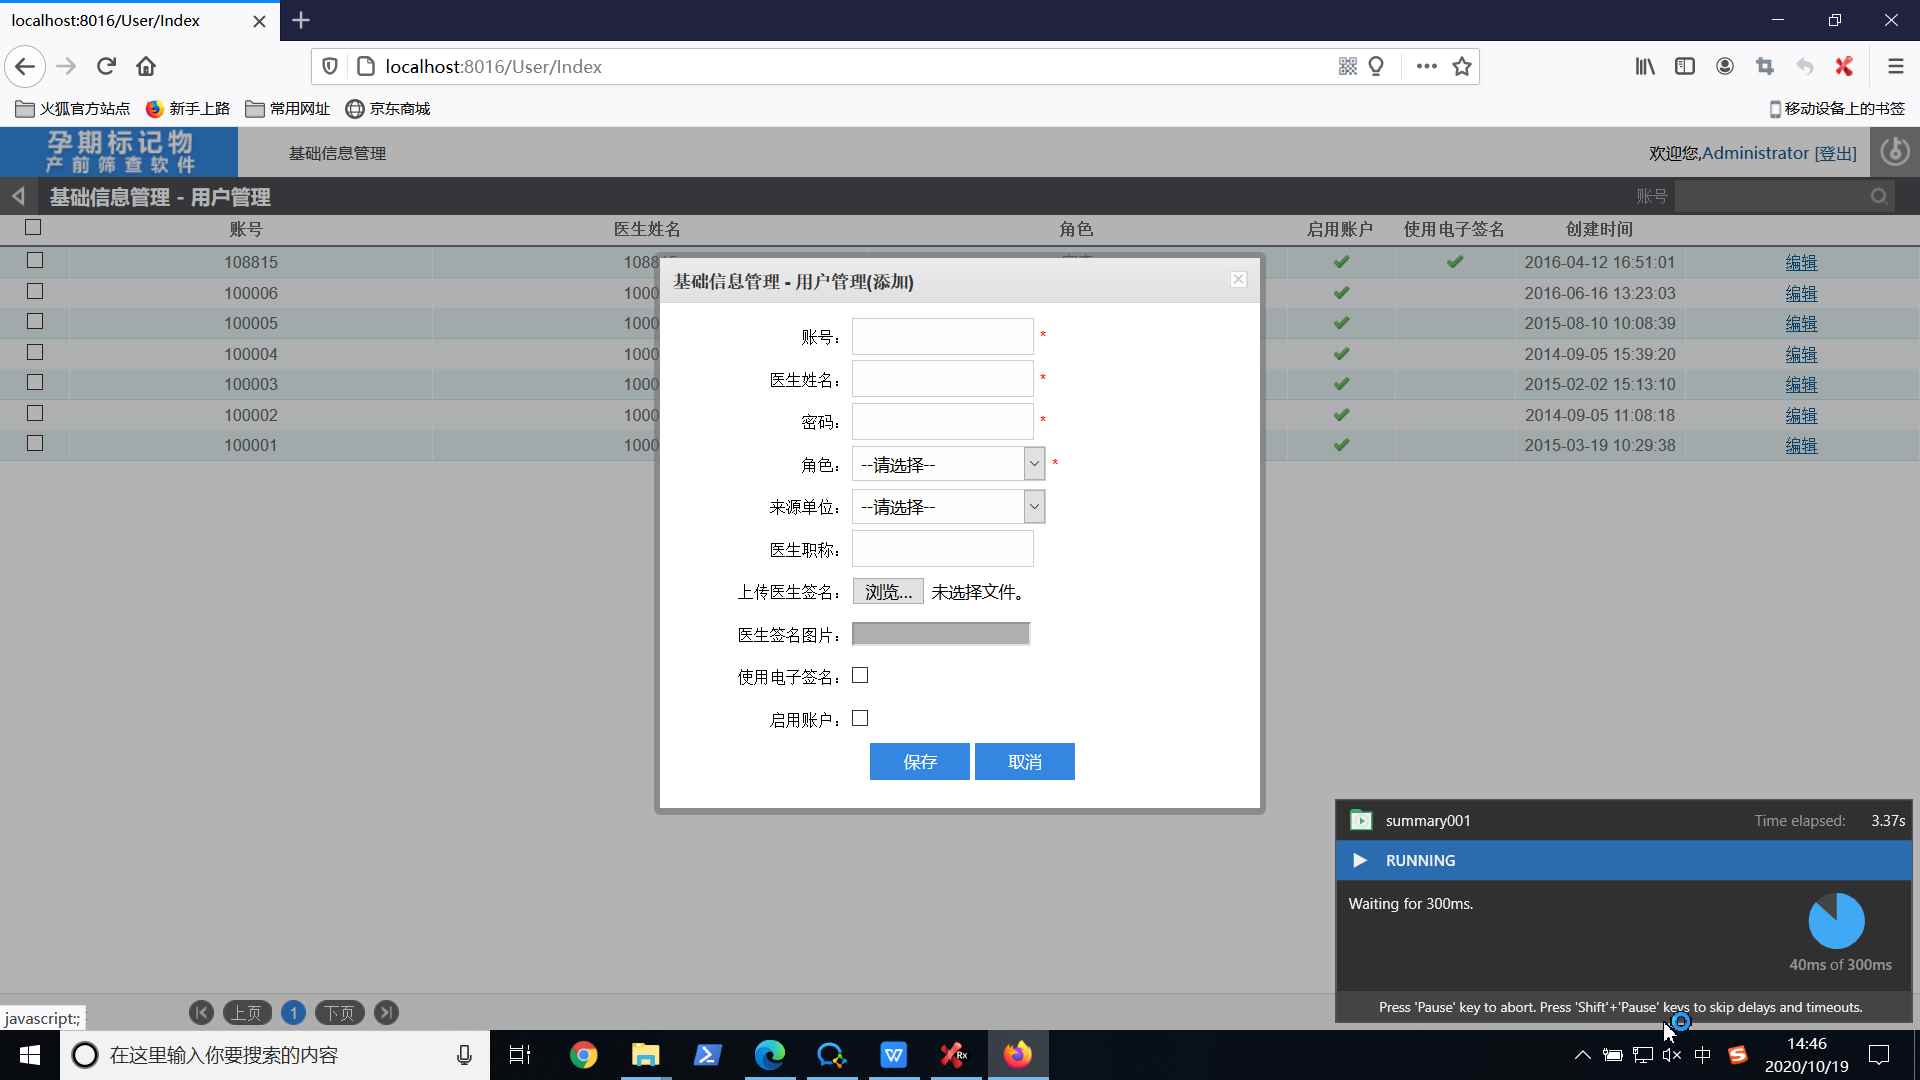 localhost:8016/User/Index
localhost:8016/User/Index
火狐官方站点 新手上路 常用网址 京东商城 移动设备上的书签
孕期标记物
产前筛查软件
基础信息管理
欢迎您,Administrator [登出]
基础信息管理 - 用户管理
账号
账号 医生姓名 角色 启用账户 使用电子签名 创建时间
108815 1088 2016-04-12 16:51:01 编辑
100006 1000 2016-06-16 13:23:03 编辑
100005 1000 2015-08-10 10:08:39 编辑
100004 1000 2014-09-05 15:39:20 编辑
100003 1000 2015-02-02 15:13:10 编辑
100002 1000 2014-09-05 11:08:18 编辑
100001 1000 2015-03-19 10:29:38 编辑
基础信息管理 - 用户管理(添加)
账号: *
医生姓名: *
密码: *
角色: --请选择-- *
来源单位: --请选择--
医生职称:
上传医生签名: 浏览... 未选择文件。
医生签名图片:
使用电子签名:
启用账户:
保存 取消
summary001 Time elapsed: 3.37s
RUNNING
Waiting for 300ms.
40ms of 300ms
Press 'Pause' key to abort. Press 'Shift'+'Pause' keys to skip delays and timeouts.
上页 1 下页
javascript:;
在这里输入你要搜索的内容
中
14:46
2020/10/19